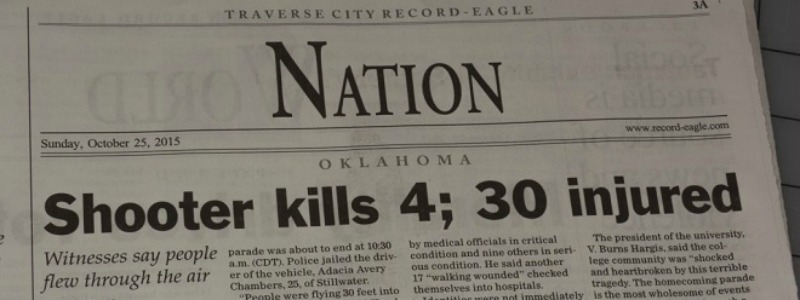 TRAVERSE CITY RECORD-EAGLE
3A
NATION
Sunday, October 25, 2015
www.record-eagle.com
OKLAHOMA
Shooter kills 4; 30 injured
Witnesses say people
flew through the air
parade was about to end at 10:30
a.m. (CDT). Police jailed the driv-
er of the vehicle, Adacia Avery
Chambers, 25, of Stillwater.
"People were flying 30 feet into
by medical officials in critical
condition and nine others in seri-
ous condition. He said another
17 "walking wounded" checked
themselves into hospitals.
Identities were not immediately
The president of the university,
V. Burns Hargis, said the col-
lege community was "shocked
and heartbroken by this terrible
tragedy. The homecoming parade
is the most wholesome of events